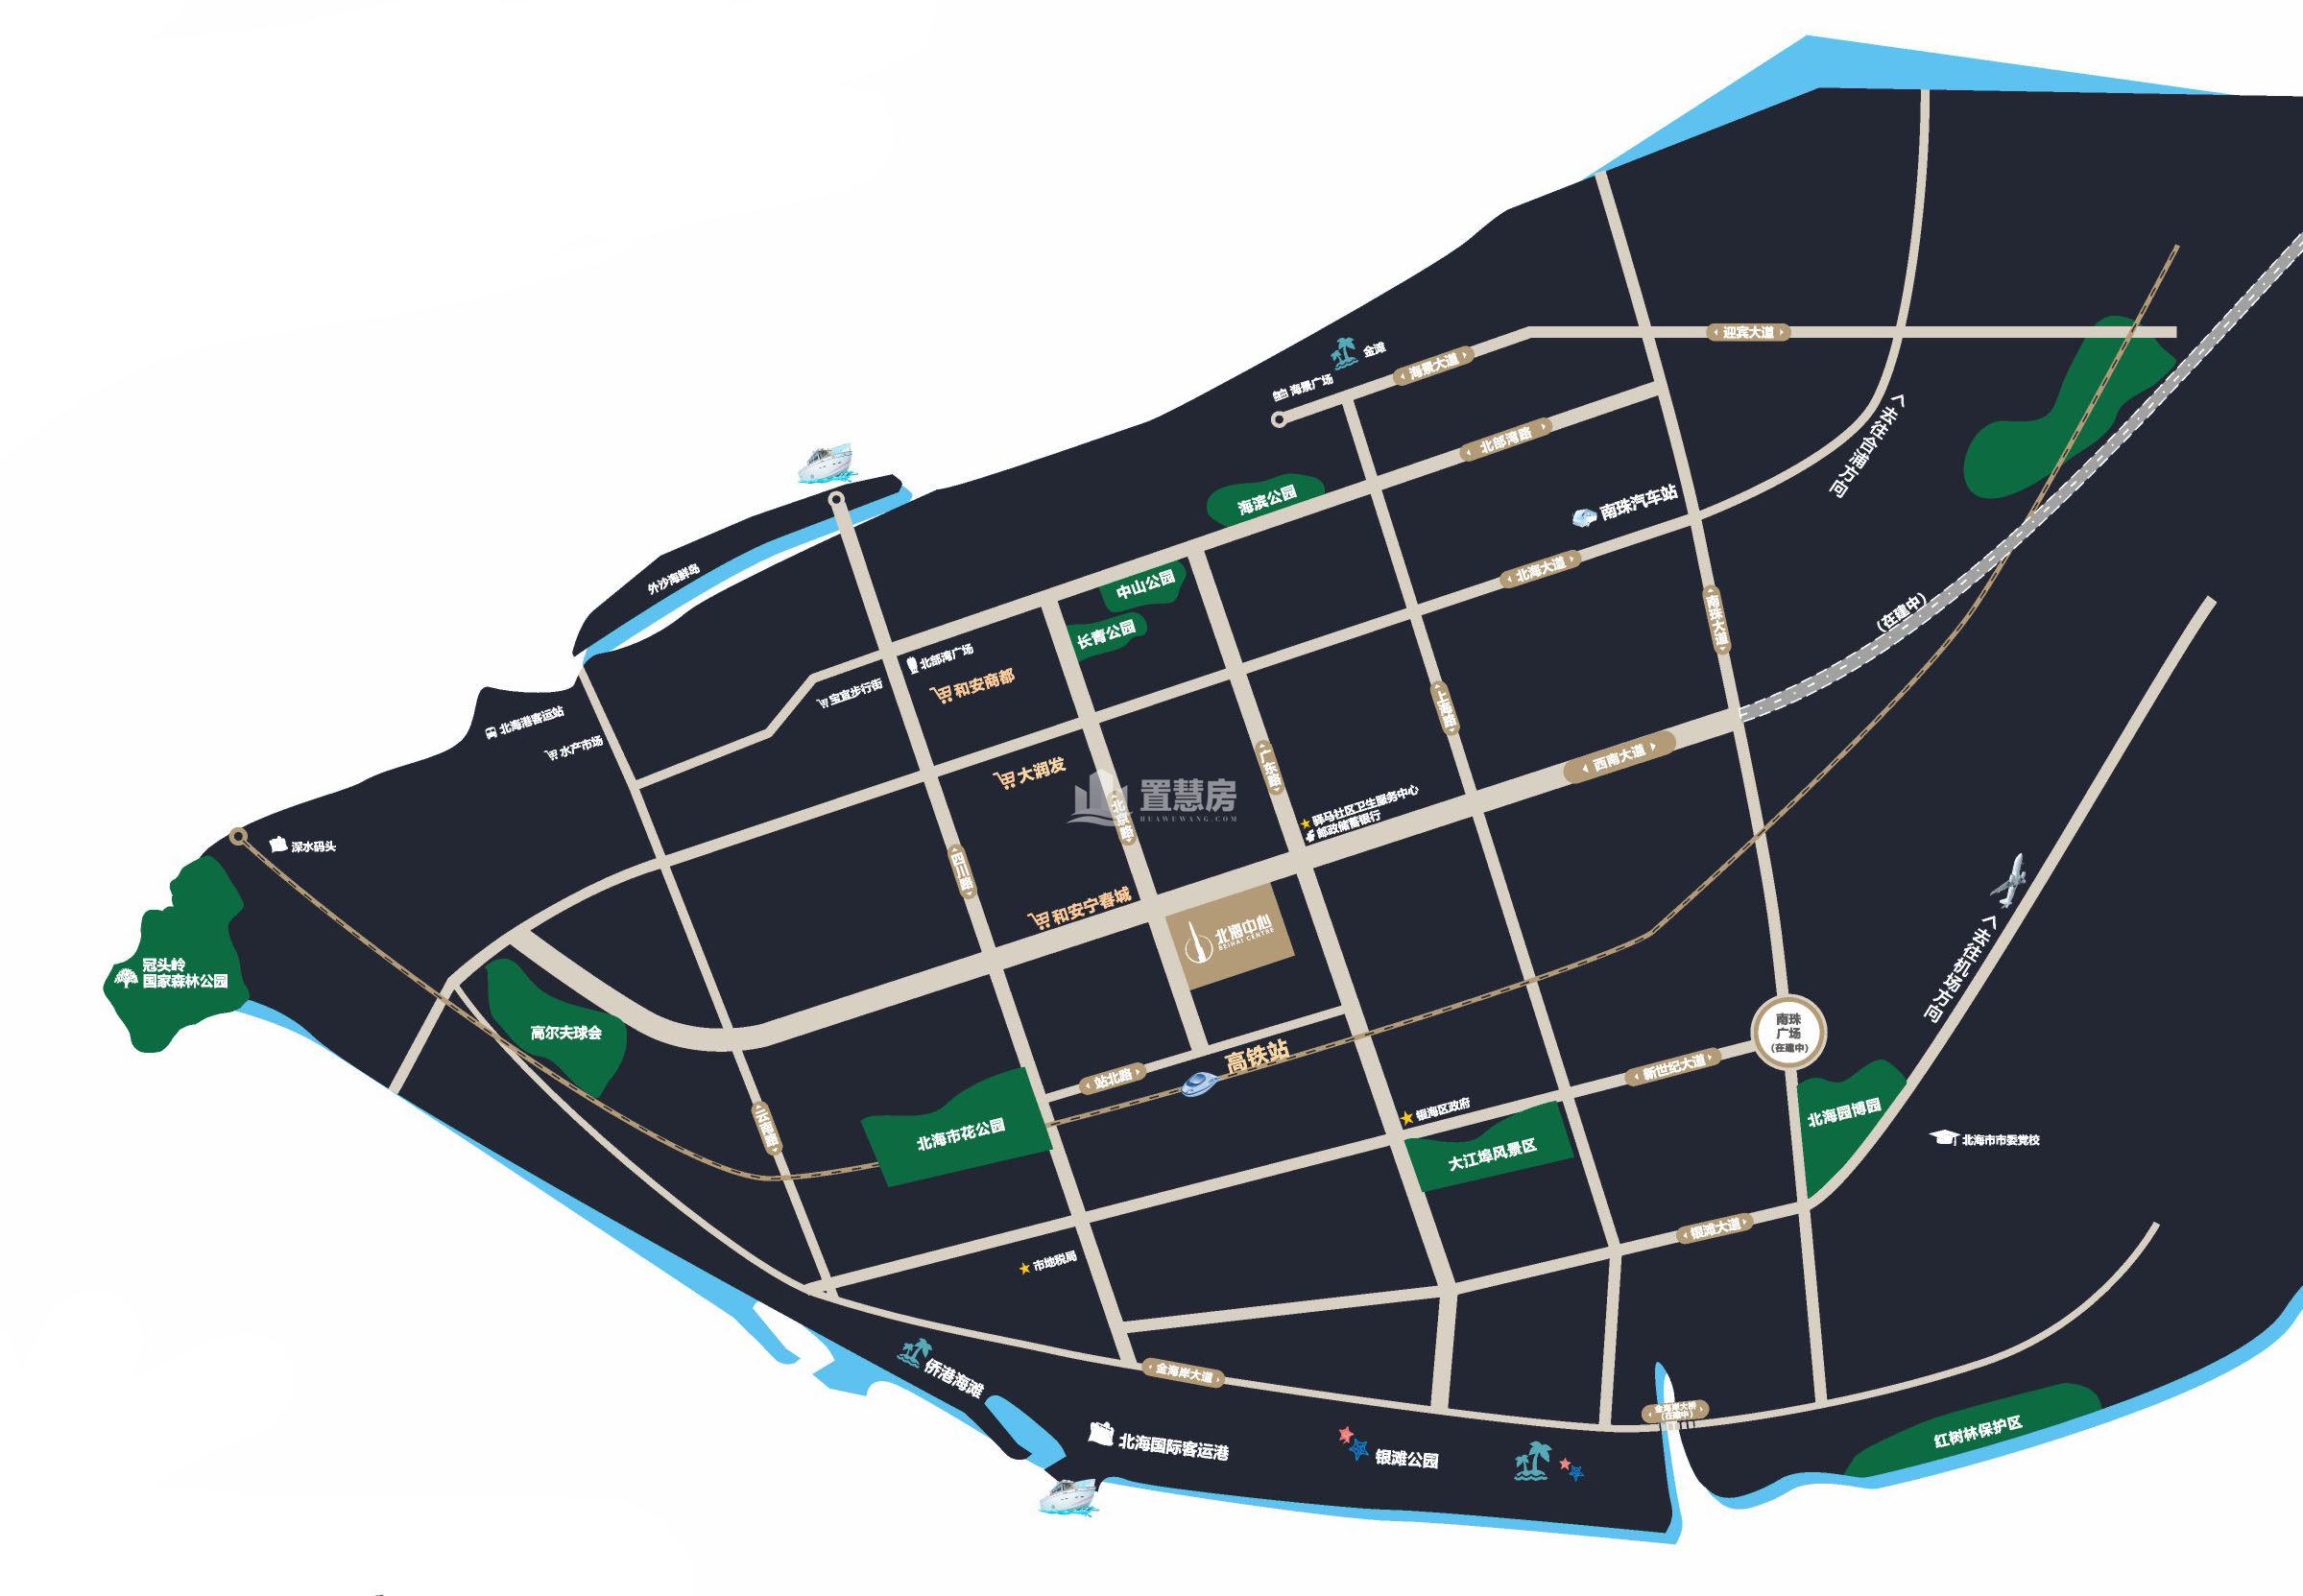 迎宾大道
金滩
海景大道
海景广场
去往合浦方向
北部湾路
海滨公园
南珠汽车站
外沙海鲜岛
中山公园
北海大道
长青公园
南珠大道
(在建中)
北部湾广场
和安商都
宝宜步行街
上海路
北海港客运站
水产市场
大润发
广东路
西南大道
置慧房
HUAWUWANG.COM
北京路
驿马社区卫生服务中心
邮政储蓄银行
深水码头
四川路
和安宁春城
北海中心
BEIHAI CENTRE
冠头岭
国家森林公园
去往机场方向
高尔夫球会
南珠
广场
(在建中)
高铁站
站北路
新世纪大道
云南路
北海市花公园
银海区政府
北海园博园
大江埠风景区
北海市市委党校
银滩大道
市地税局
侨港海滩
金海岸大道
金海岸大桥
(在建中)
红树林保护区
北海国际客运港
银滩公园